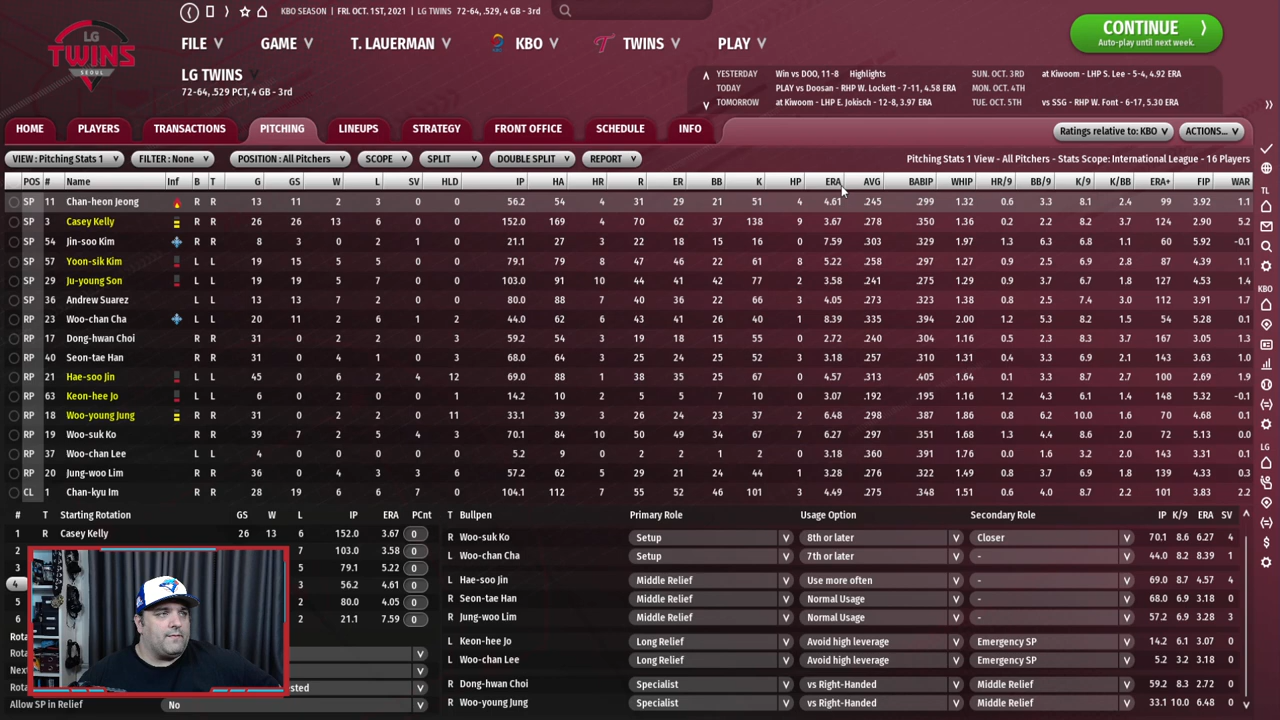 KBO SEASON | FRI. OCT. 1ST, 2021 | LG TWINS 72-64, .529, 4 GB - 3rd
LG
TWINS
SEOUL
FILE GAME T. LAUERMAN KBO TWINS PLAY
CONTINUE
Auto-play until next week.
LG TWINS
72-64, .529 PCT, 4 GB - 3rd
YESTERDAY Win vs DOO, 11-8 Highlights SUN. OCT. 3RD at Kiwoom - LHP S. Lee - 5-4, 4.92 ERA
TODAY PLAY vs Doosan - RHP W. Lockett - 7-11, 4.58 ERA MON. OCT. 4TH
TOMORROW at Kiwoom - LHP E. Jokisch - 12-8, 3.97 ERA TUE. OCT. 5TH vs SSG - RHP W. Font - 6-17, 5.30 ERA
HOME PLAYERS TRANSACTIONS PITCHING LINEUPS STRATEGY FRONT OFFICE SCHEDULE INFO Ratings relative to: KBO ACTIONS...
VIEW : Pitching Stats 1 FILTER : None POSITION : All Pitchers SCOPE SPLIT DOUBLE SPLIT REPORT Pitching Stats 1 View - All Pitchers - Stats Scope: International League - 16 Players
POS # Name Inf B T G GS W L SV HLD IP HA HR R ER BB K HP ERA AVG BABIP WHIP HR/9 BB/9 K/9 K/BB ERA+ FIP WAR
SP 11 Chan-heon Jeong R R 13 11 2 3 0 0 56.2 54 4 31 29 21 51 4 4.61 .245 .299 1.32 0.6 3.3 8.1 2.4 99 3.92 1.1
SP 3 Casey Kelly R R 26 26 13 6 0 0 152.0 169 4 70 62 37 138 9 3.67 .278 .350 1.36 0.2 2.2 8.2 3.7 124 2.90 5.2
SP 54 Jin-soo Kim R R 8 3 0 2 0 1 21.1 27 3 22 18 15 16 0 7.59 .303 .329 1.97 1.3 6.3 6.8 1.1 60 5.92 -0.1
SP 57 Yoon-sik Kim L L 19 15 5 5 0 0 79.1 79 8 47 46 22 61 8 5.22 .258 .297 1.27 0.9 2.5 6.9 2.8 87 4.39 1.1
SP 29 Ju-young Son L L 19 19 5 7 0 0 103.0 91 10 44 41 42 77 2 3.58 .241 .275 1.29 0.9 3.7 6.7 1.8 127 4.53 1.4
SP 36 Andrew Suarez L L 13 13 7 2 0 0 80.0 88 7 40 36 22 66 3 4.05 .273 .323 1.38 0.8 2.5 7.4 3.0 112 3.91 1.7
RP 23 Woo-chan Cha L L 20 11 2 6 1 2 44.0 62 6 43 41 26 40 1 8.39 .335 .394 2.00 1.2 5.3 8.2 1.5 54 5.28 0.1
RP 17 Dong-hwan Choi R R 31 0 2 2 0 3 59.2 54 3 19 18 15 55 0 2.72 .240 .304 1.16 0.5 2.3 8.3 3.7 167 3.05 1.3
RP 40 Seon-tae Han R R 31 0 4 1 0 3 68.0 64 3 25 24 25 52 3 3.18 .257 .310 1.31 0.4 3.3 6.9 2.1 143 3.63 1.0
RP 21 Hae-soo Jin L L 45 0 6 2 4 12 69.0 88 1 38 35 25 67 0 4.57 .313 .405 1.64 0.1 3.3 8.7 2.7 100 2.69 1.9
RP 63 Keon-hee Jo L L 6 0 2 0 0 1 14.2 10 2 5 5 7 10 0 3.07 .192 .195 1.16 1.2 4.3 6.1 1.4 148 5.32 -0.1
RP 18 Woo-young Jung R R 31 0 2 2 0 11 33.1 39 3 26 24 23 37 2 6.48 .298 .387 1.86 0.8 6.2 10.0 1.6 70 4.68 0.1
RP 19 Woo-suk Ko R R 39 7 2 5 4 3 70.1 84 10 50 49 34 67 7 6.27 .297 .351 1.68 1.3 4.4 8.6 2.0 72 5.13 0.0
RP 37 Woo-chan Lee L L 4 0 0 0 0 0 5.2 9 0 2 2 1 2 0 3.18 .360 .391 1.76 0.0 1.6 3.2 2.0 143 3.31 0.1
RP 20 Jung-woo Lim R R 36 0 4 3 3 6 57.2 62 5 29 21 24 44 1 3.28 .276 .322 1.49 0.8 3.7 6.9 1.8 139 4.33 0.3
CL 1 Chan-kyu Im R R 28 19 6 6 7 0 104.1 112 7 55 52 46 101 3 4.49 .275 .348 1.51 0.6 4.0 8.7 2.2 101 3.83 2.2
# T Starting Rotation GS W L IP ERA PCnt T Bullpen Primary Role Usage Option Secondary Role IP K/9 ERA SV
1 R Casey Kelly 26 13 6 152.0 3.67 0
2 7 103.0 3.58 0
3 5 79.1 5.22 0
4 3 56.2 4.61 0
5 2 80.0 4.05 0
6 2 21.1 7.59 0
Rota
Rota
Next
Rota sted
Allow SP in Relief No
R Woo-suk Ko Setup 8th or later Closer 70.1 8.6 6.27 4
L Woo-chan Cha Setup 7th or later - 44.0 8.2 8.39 1
L Hae-soo Jin Middle Relief Use more often - 69.0 8.7 4.57 4
R Seon-tae Han Middle Relief Normal Usage - 68.0 6.9 3.18 0
R Jung-woo Lim Middle Relief Normal Usage - 57.2 6.9 3.28 3
L Keon-hee Jo Long Relief Avoid high leverage Emergency SP 14.2 6.1 3.07 0
L Woo-chan Lee Long Relief Avoid high leverage Emergency SP 5.2 3.2 3.18 0
R Dong-hwan Choi Specialist vs Right-Handed Middle Relief 59.2 8.3 2.72 0
R Woo-young Jung Specialist vs Right-Handed Middle Relief 33.1 10.0 6.48 0
TL
KBO
LG